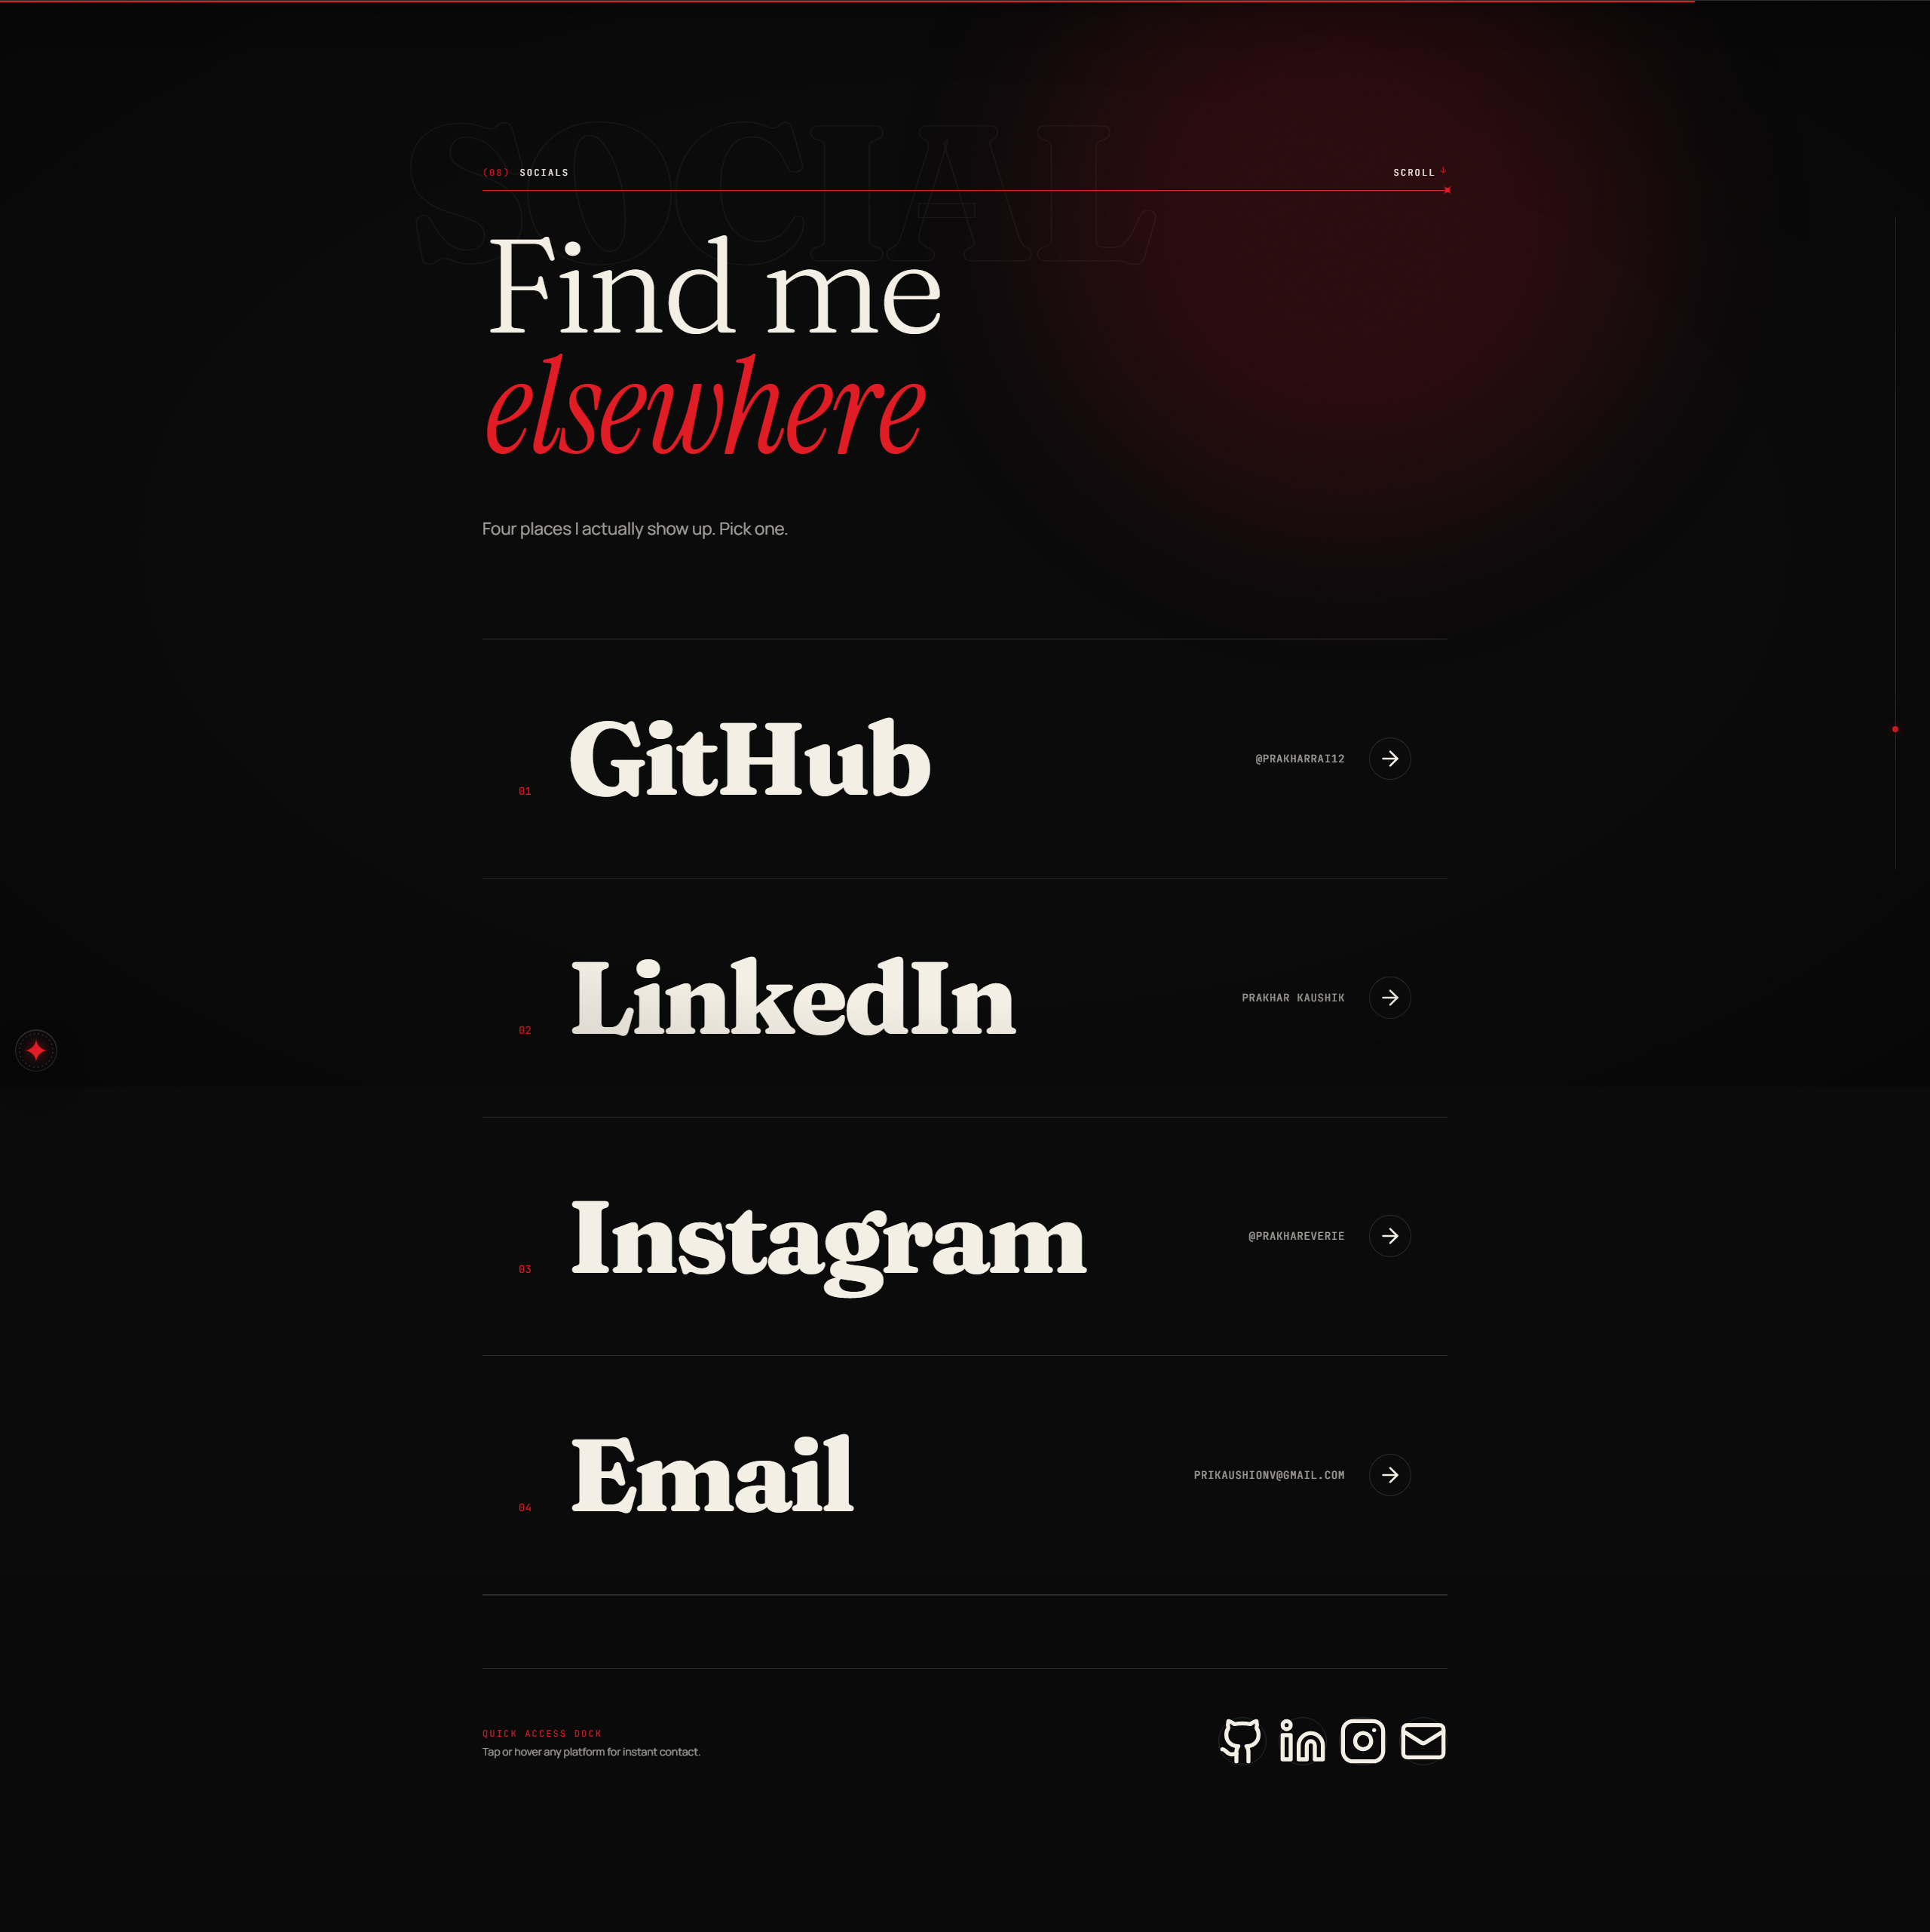 SOCIAL
(08) SOCIALS
SCROLL ↓
Find me
elsewhere
Four places I actually show up. Pick one.
01 GitHub @PRAKHARRAI12
02 LinkedIn PRAKHAR KAUSHIK
03 Instagram @PRAKHAREVERIE
04 Email PRIKAUSHIONV@GMAIL.COM
QUICK ACCESS DOCK
Tap or hover any platform for instant contact.